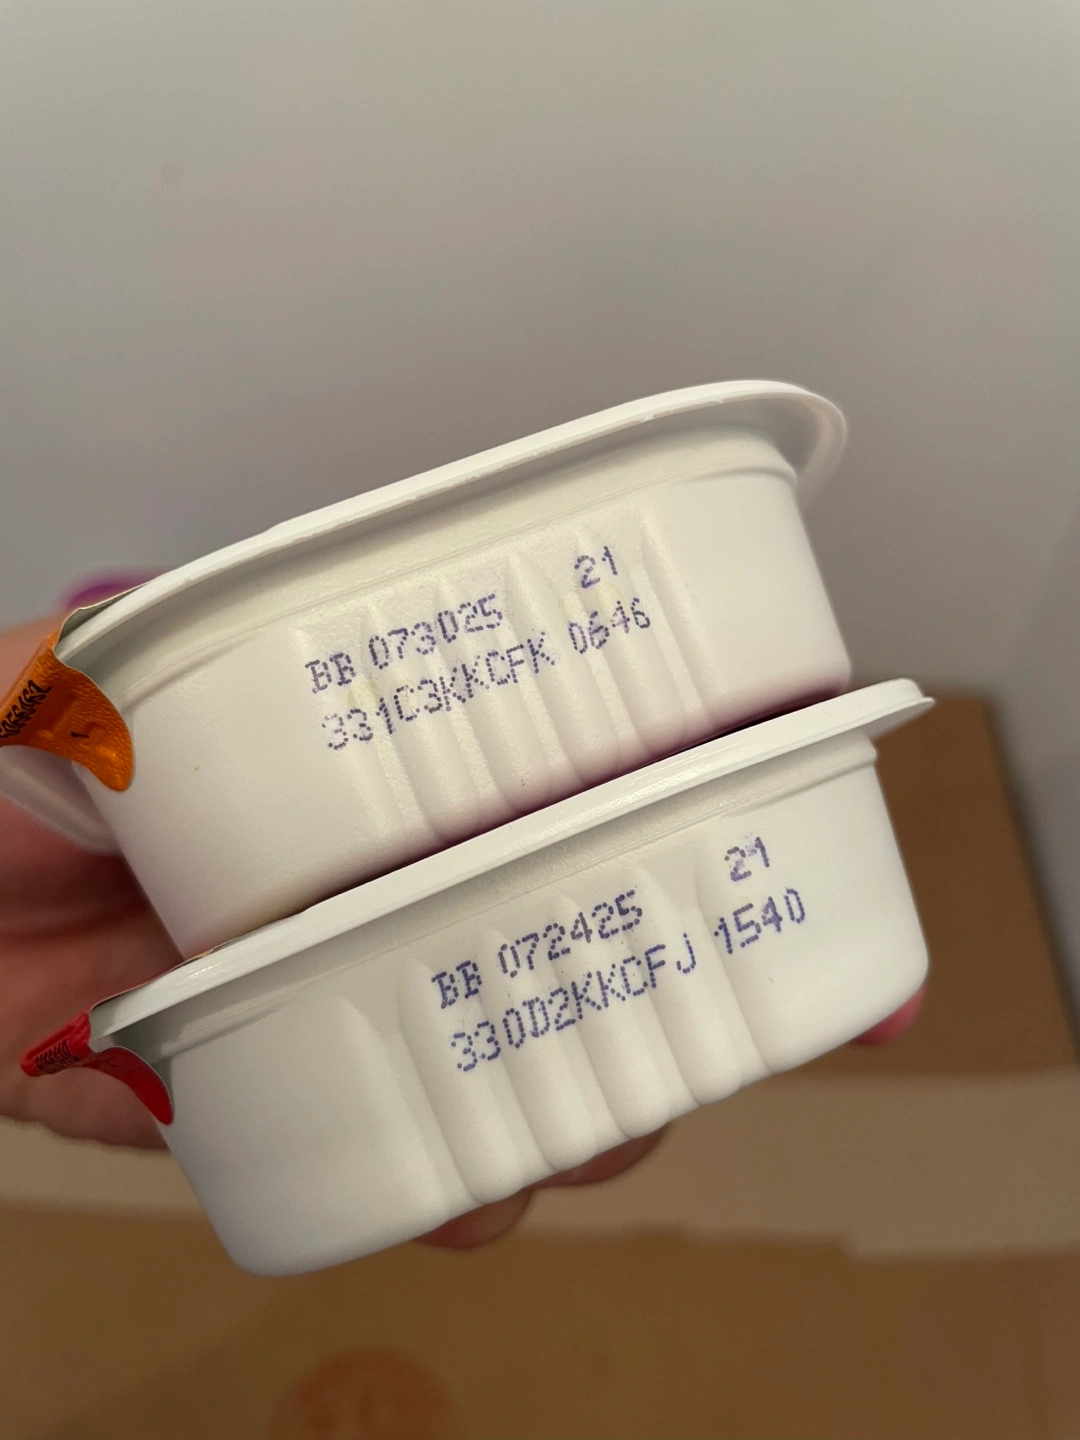 21
BB 073025
331C3KKCFK 0646
21
BB 072425
330D2KKCFJ 1540